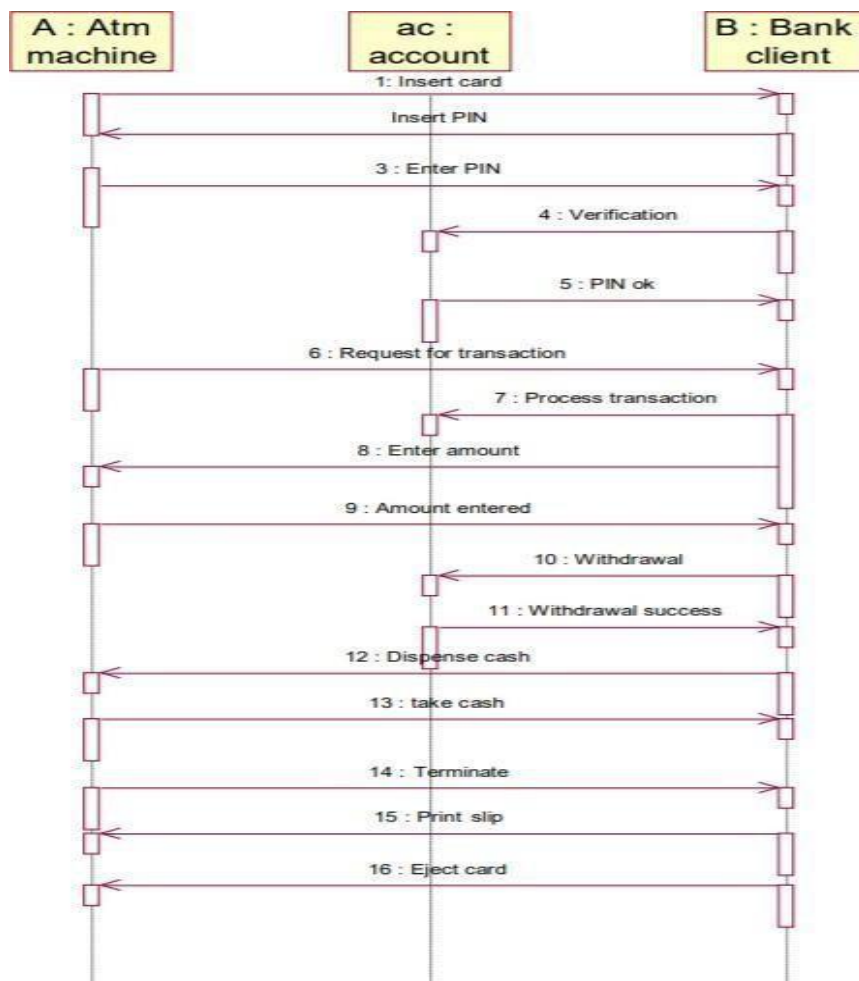 A : Atm
machine
ac :
account
B : Bank
client
1: Insert card
Insert PIN
3 : Enter PIN
4 : Verification
5 : PIN ok
6 : Request for transaction
7 : Process transaction
8 : Enter amount
9 : Amount entered
10 : Withdrawal
11 : Withdrawal success
12 : Dispense cash
13 : take cash
14 : Terminate
15 : Print slip
16 : Eject card